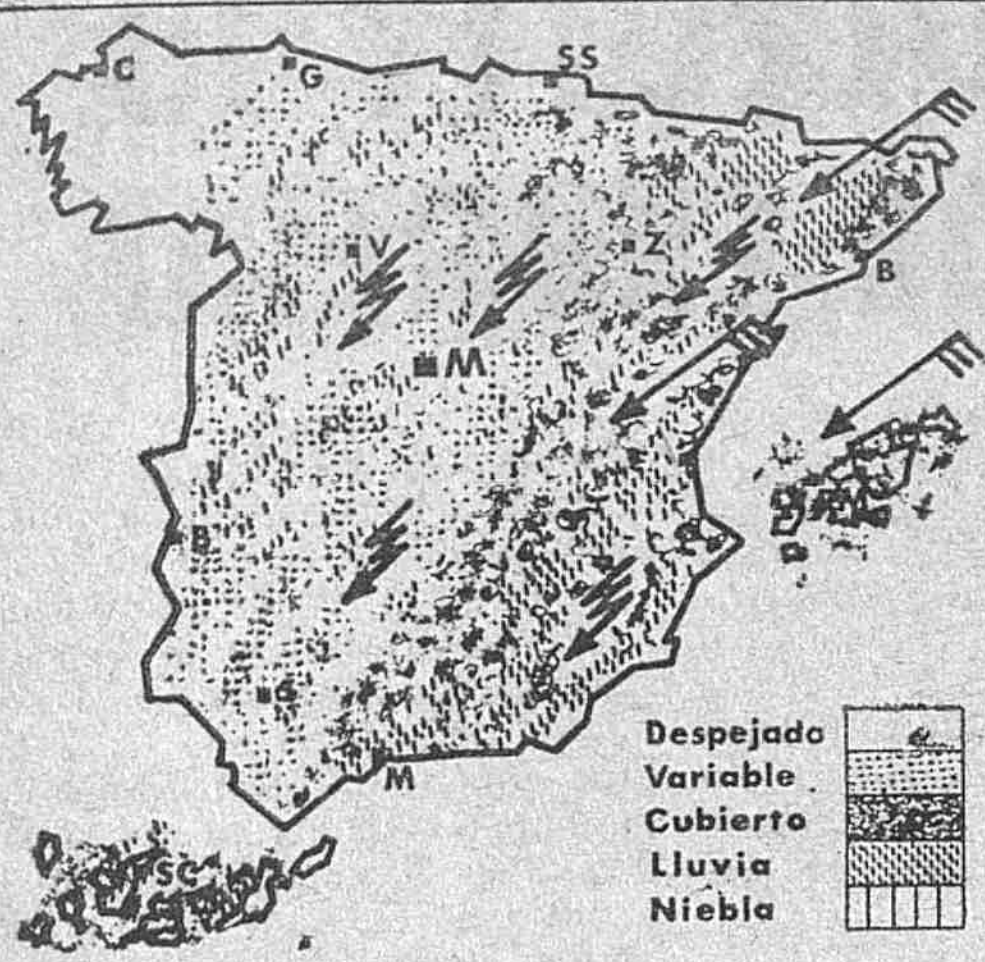 C
G
SS
V
Z
B
M
B
S
M
SC
Despejado
Variable
Cubierto
Lluvia
Niebla